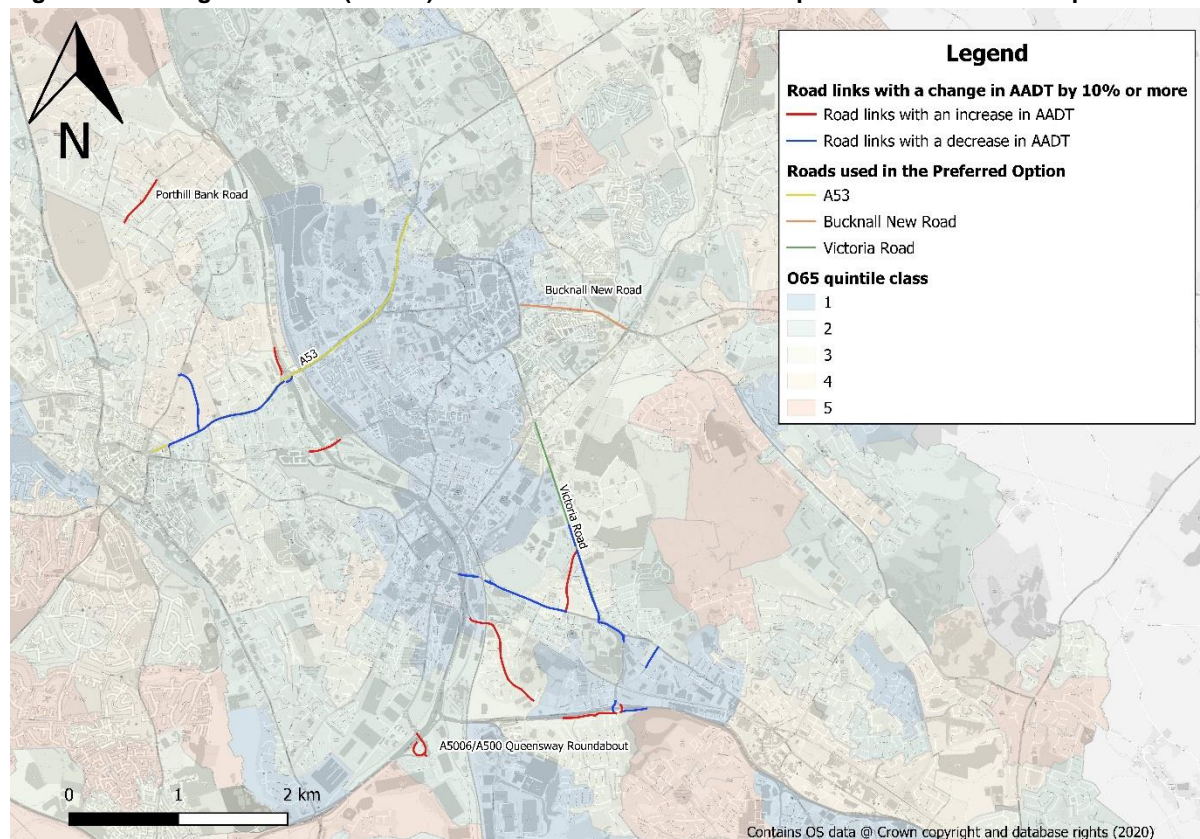 N
Legend
Road links with a change in AADT by 10% or more
Road links with an increase in AADT
Road links with a decrease in AADT
Roads used in the Preferred Option
A53
Bucknall New Road
Victoria Road
O65 quintile class
1
2
3
4
5
Porthill Bank Road
Bucknall New Road
A53
Victoria Road
A5006/A500 Queensway Roundabout
0 1 2 km
Contains OS data @ Crown copyright and database rights (2020)